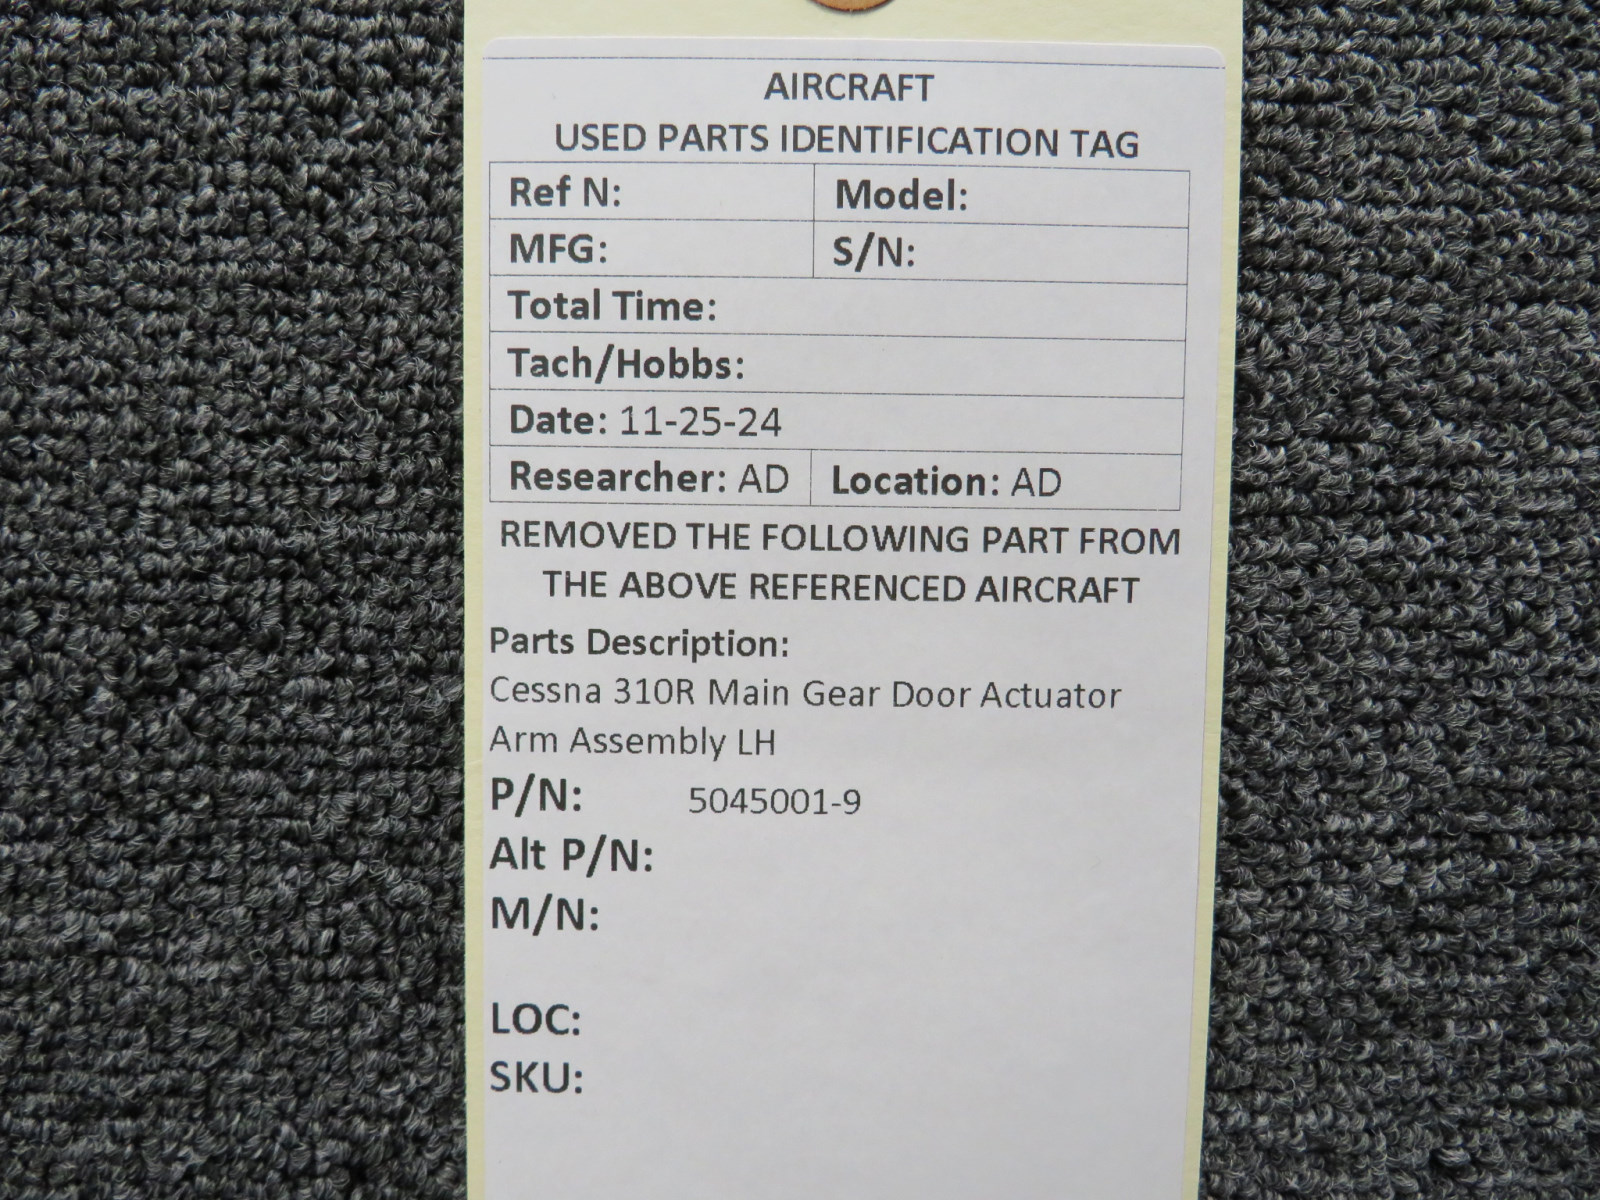 AIRCRAFT
USED PARTS IDENTIFICATION TAG
Ref N: Model:
MFG: S/N:
Total Time:
Tach/Hobbs:
Date: 11-25-24
Researcher: AD Location: AD
REMOVED THE FOLLOWING PART FROM
THE ABOVE REFERENCED AIRCRAFT
Parts Description:
Cessna 310R Main Gear Door Actuator
Arm Assembly LH
P/N: 5045001-9
Alt P/N:
M/N:
LOC:
SKU: